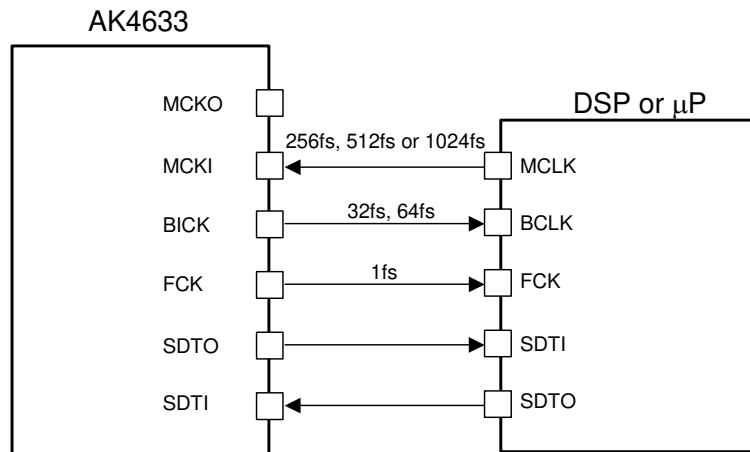 AK4633
DSP or μP
MCKO
256fs, 512fs or 1024fs
MCKI
MCLK
32fs, 64fs
BICK
BCLK
1fs
FCK
FCK
SDTO
SDTI
SDTI
SDTO